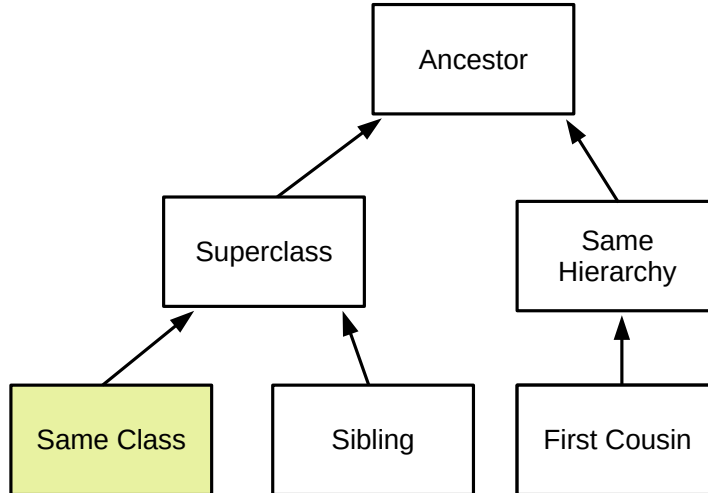 Ancestor
Superclass
Same
Hierarchy
Same Class
Sibling
First Cousin